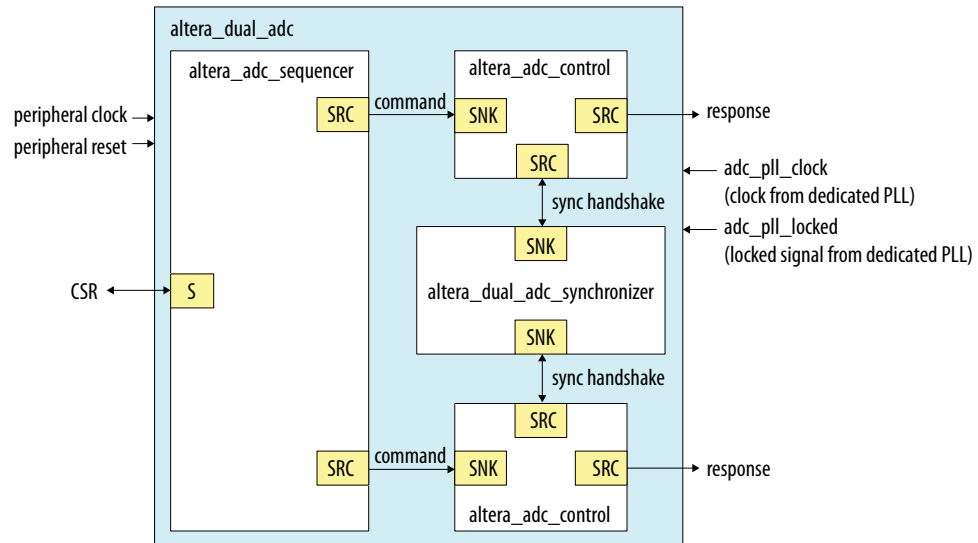 altera_dual_adc
altera_adc_sequencer
altera_adc_control
SRC
command
SNK
SRC
response
peripheral clock
peripheral reset
SRC
adc_pll_clock
(clock from dedicated PLL)
sync handshake
adc_pll_locked
(locked signal from dedicated PLL)
SNK
CSR
S
altera_dual_adc_synchronizer
SNK
sync handshake
SRC
SRC
command
SNK
SRC
response
altera_adc_control